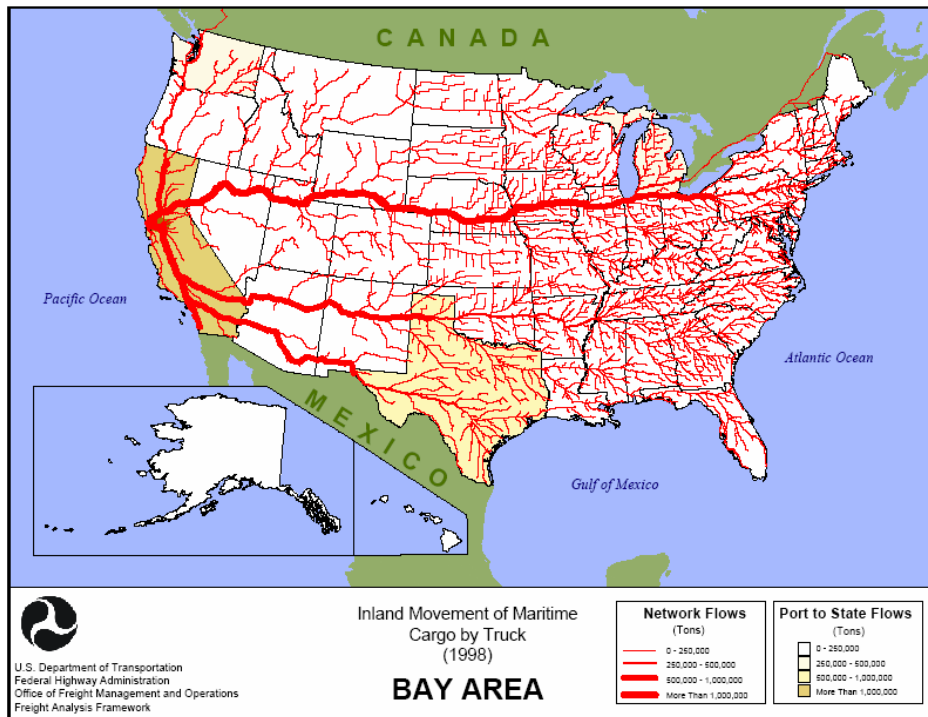 CANADA
Pacific Ocean
Atlantic Ocean
MEXICO
Gulf of Mexico
U.S. Department of Transportation
Federal Highway Administration
Office of Freight Management and Operations
Freight Analysis Framework
Inland Movement of Maritime
Cargo by Truck
(1998)
BAY AREA
Network Flows
(Tons)
0 - 250,000
250,000 - 500,000
500,000 - 1,000,000
More Than 1,000,000
Port to State Flows
(Tons)
0 - 250,000
250,000 - 500,000
500,000 - 1,000,000
More Than 1,000,000